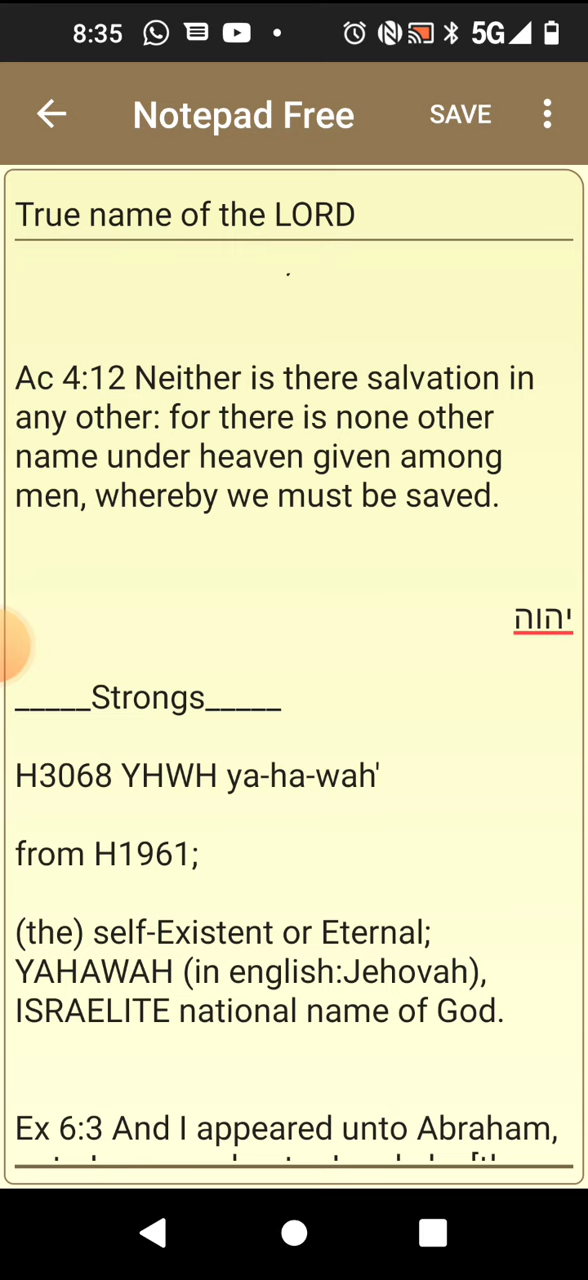 8:35 5G
Notepad Free SAVE
True name of the LORD
.
Ac 4:12 Neither is there salvation in
any other: for there is none other
name under heaven given among
men, whereby we must be saved.
יהוה
_____Strongs_____
H3068 YHWH ya-ha-wah'
from H1961;
(the) self-Existent or Eternal;
YAHAWAH (in english:Jehovah),
ISRAELITE national name of God.
Ex 6:3 And I appeared unto Abraham,